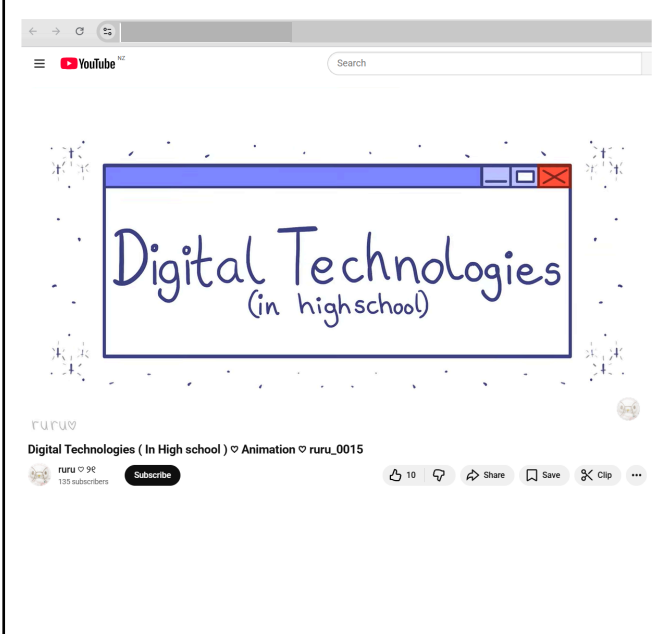 YouTube NZ
Search
Digital Technologies
(in highschool)
ruru♡
Digital Technologies ( In High school ) ♡ Animation ♡ ruru_0015
ruru ♡ ୨୧
135 subscribers
Subscribe
10
Share
Save
Clip